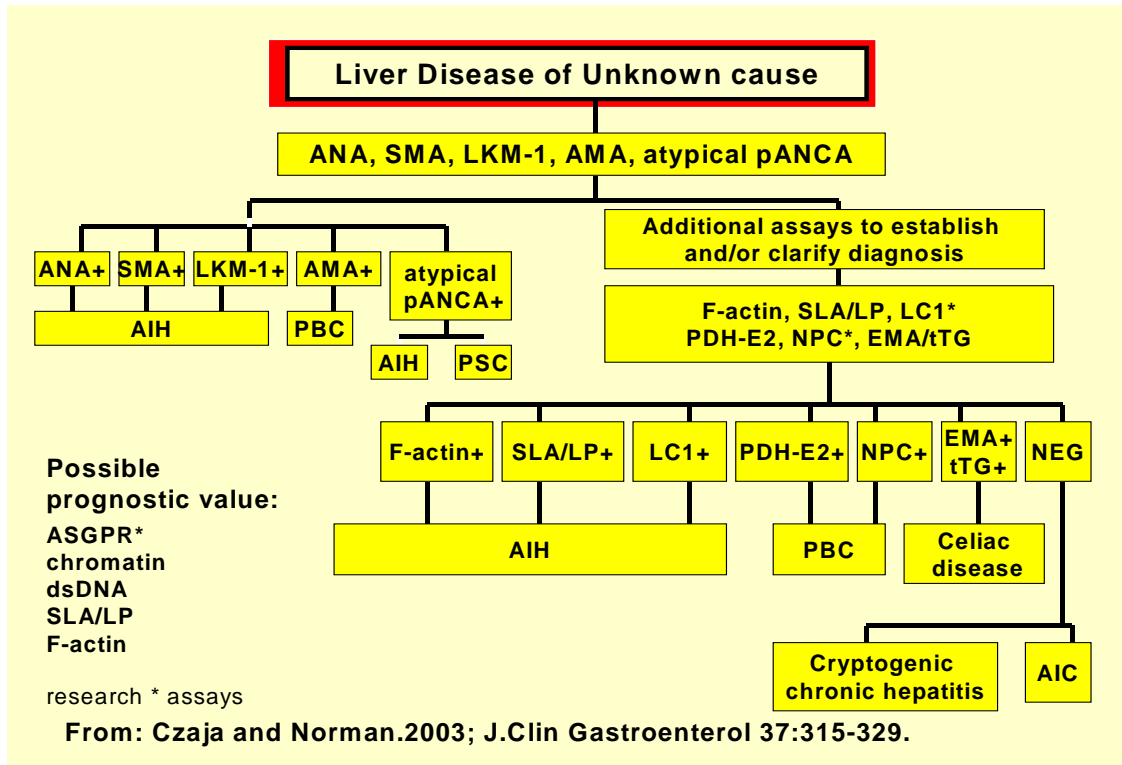 Liver Disease of Unknown cause
ANA, SMA, LKM-1, AMA, atypical pANCA
ANA+
SMA+
LKM-1+
AMA+
atypical
pANCA+
AIH
PBC
AIH
PSC
Additional assays to establish
and/or clarify diagnosis
F-actin, SLA/LP, LC1*
PDH-E2, NPC*, EMA/tTG
F-actin+
SLA/LP+
LC1+
PDH-E2+
NPC+
EMA+
tTG+
NEG
AIH
PBC
Celiac
disease
Cryptogenic
chronic hepatitis
AIC
Possible
prognostic value:
ASGPR*
chromatin
dsDNA
SLA/LP
F-actin
research * assays
From: Czaja and Norman.2003; J.Clin Gastroenterol 37:315-329.